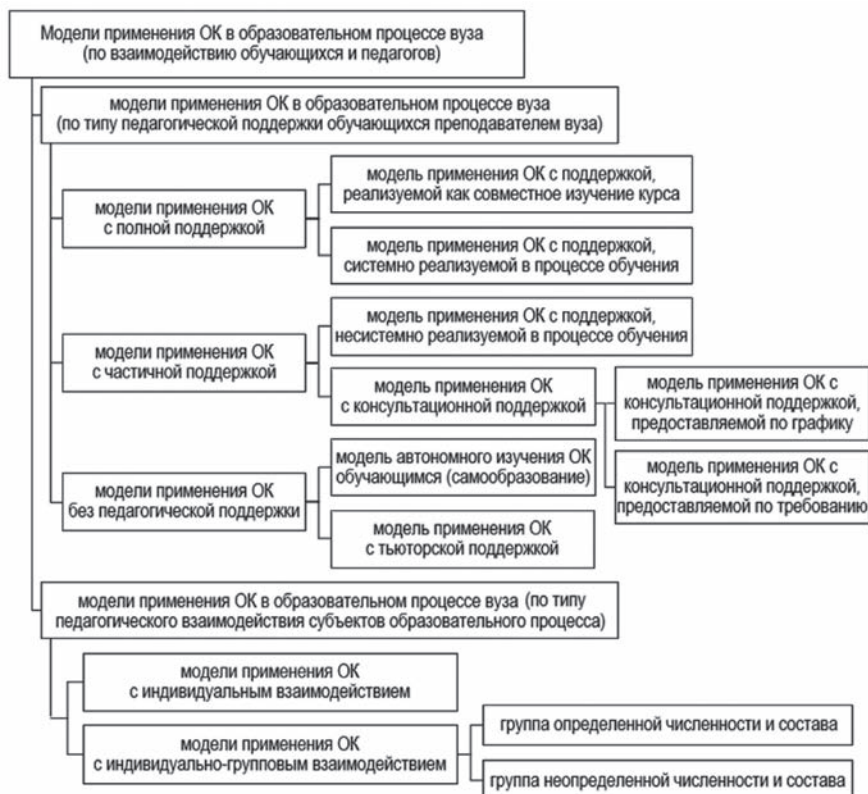 Модели применения ОК в образовательном процессе вуза
(по взаимодействию обучающихся и педагогов)
модели применения ОК в образовательном процессе вуза
(по типу педагогической поддержки обучающихся преподавателем вуза)
модели применения ОК
с полной поддержкой
модель применения ОК с поддержкой,
реализуемой как совместное изучение курса
модель применения ОК с поддержкой,
системно реализуемой в процессе обучения
модели применения ОК
с частичной поддержкой
модель применения ОК с поддержкой,
несистемно реализуемой в процессе обучения
модель применения ОК
с консультационной поддержкой
модель применения ОК с
консультационной поддержкой,
предоставляемой по графику
модель применения ОК с
консультационной поддержкой,
предоставляемой по требованию
модели применения ОК
без педагогической поддержки
модель автономного изучения ОК
обучающимся (самообразование)
модель применения ОК
с тьюторской поддержкой
модели применения ОК в образовательном процессе вуза (по типу
педагогического взаимодействия субъектов образовательного процесса)
модели применения ОК
с индивидуальным взаимодействием
модели применения ОК
с индивидуально-групповым взаимодействием
группа определенной численности и состава
группа неопределенной численности и состава